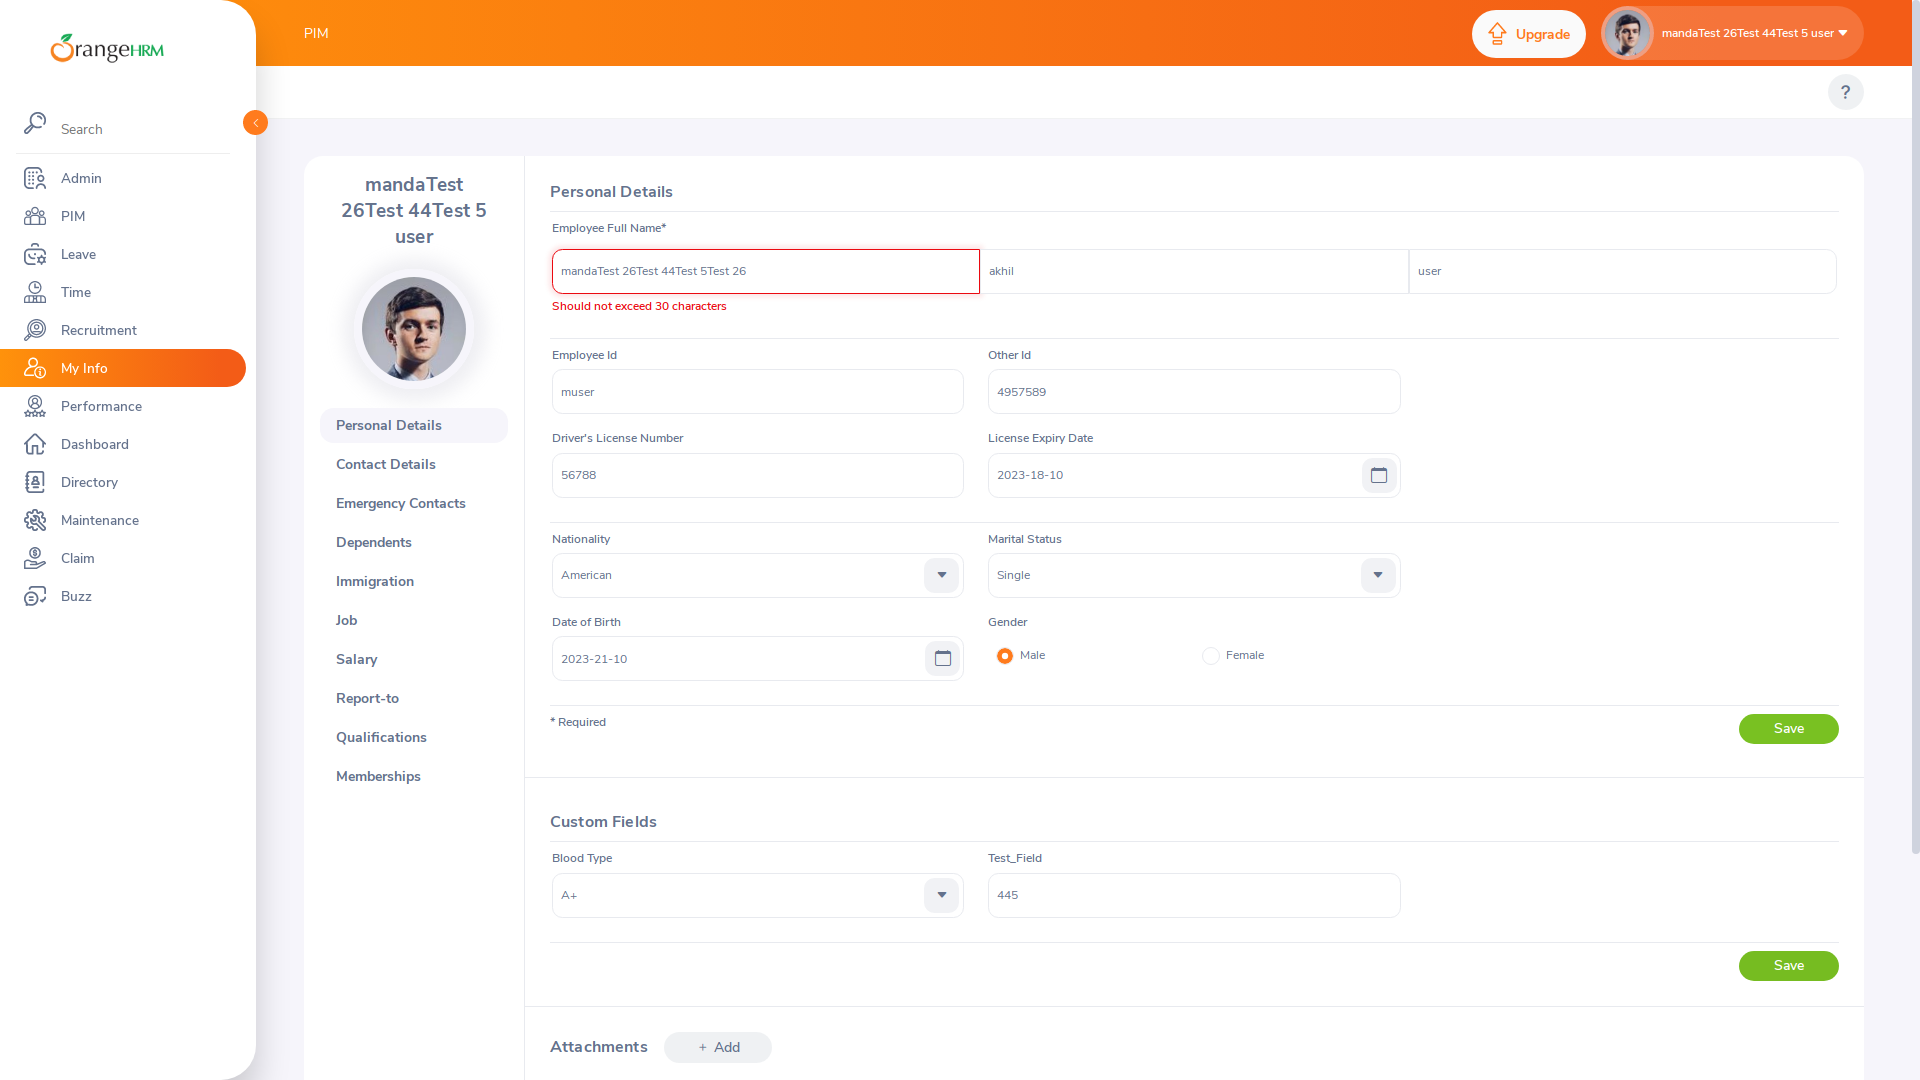 OrangeHRM
PIM
Upgrade
mandaTest 26Test 44Test 5 user
?
Search
Admin
PIM
Leave
Time
Recruitment
My Info
Performance
Dashboard
Directory
Maintenance
Claim
Buzz
mandaTest
26Test 44Test 5
user
Personal Details
Contact Details
Emergency Contacts
Dependents
Immigration
Job
Salary
Report-to
Qualifications
Memberships
Personal Details
Employee Full Name*
mandaTest 26Test 44Test 5Test 26 akhil user
Should not exceed 30 characters
Employee Id Other Id
muser 4957589
Driver's License Number License Expiry Date
56788 2023-18-10
Nationality Marital Status
American Single
Date of Birth Gender
2023-21-10 Male Female
* Required
Save
Custom Fields
Blood Type Test_Field
A+ 445
Save
Attachments + Add